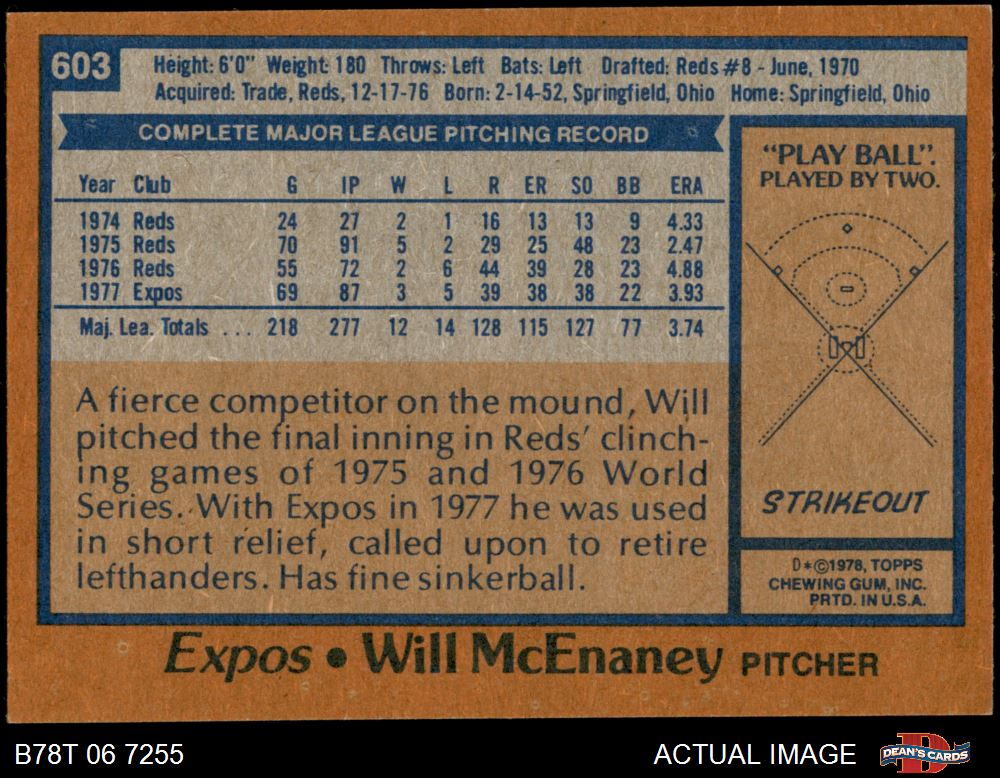 603
Height: 6'0" Weight: 180 Throws: Left Bats: Left Drafted: Reds #8 - June, 1970
Acquired: Trade, Reds, 12-17-76 Born: 2-14-52, Springfield, Ohio Home: Springfield, Ohio
COMPLETE MAJOR LEAGUE PITCHING RECORD
Year Club G IP W L R ER SO BB ERA
1974 Reds 24 27 2 1 16 13 13 9 4.33
1975 Reds 70 91 5 2 29 25 48 23 2.47
1976 Reds 55 72 2 6 44 39 28 23 4.88
1977 Expos 69 87 3 5 39 38 38 22 3.93
Maj. Lea. Totals ... 218 277 12 14 128 115 127 77 3.74
A fierce competitor on the mound, Will
pitched the final inning in Reds' clinch-
ing games of 1975 and 1976 World
Series. With Expos in 1977 he was used
in short relief, called upon to retire
lefthanders. Has fine sinkerball.
"PLAY BALL".
PLAYED BY TWO.
STRIKEOUT
D*©1978, TOPPS
CHEWING GUM, INC.
PRTD. IN U.S.A.
Expos • Will McEnaney PITCHER
B78T 06 7255
ACTUAL IMAGE
DEAN'S CARDS